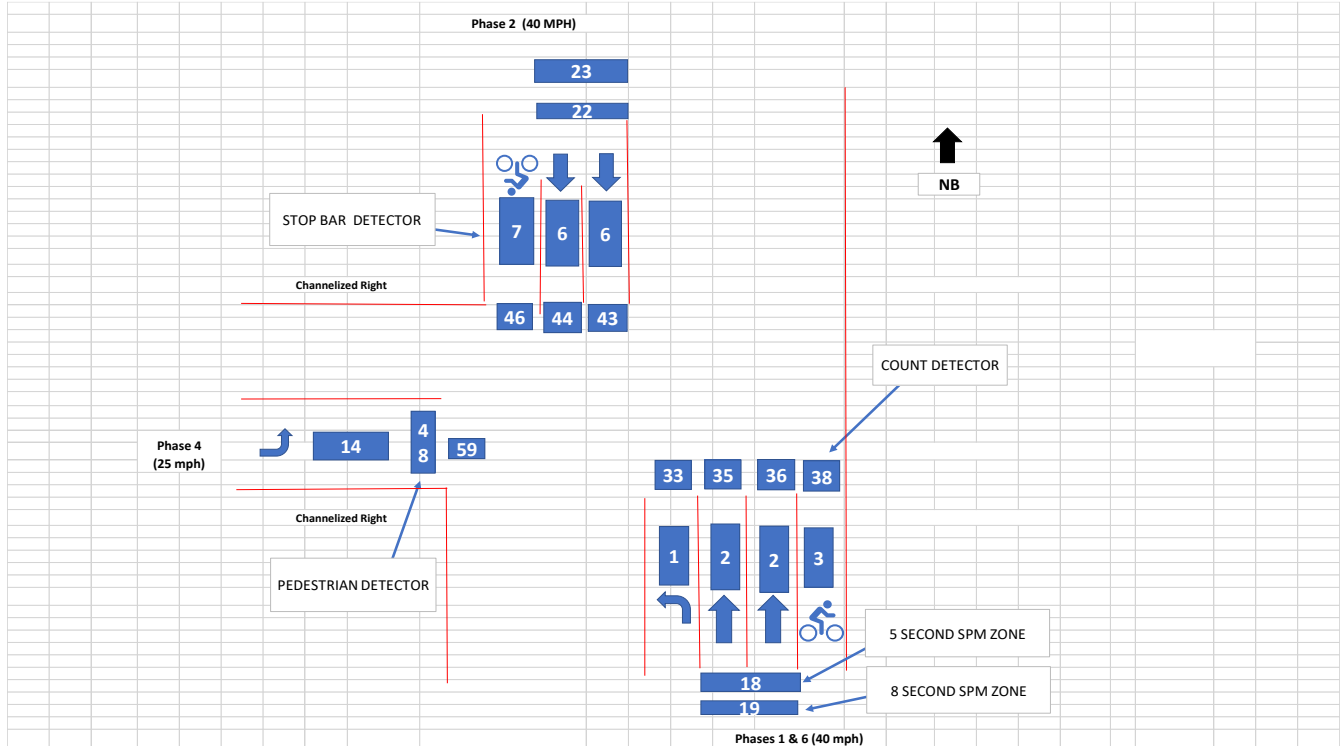 Phase 2 (40 MPH)
23
22
NB
STOP BAR DETECTOR
7
6
6
Channelized Right
46
44
43
COUNT DETECTOR
Phase 4
(25 mph)
14
4
8
59
33
35
36
38
Channelized Right
PEDESTRIAN DETECTOR
1
2
2
3
5 SECOND SPM ZONE
18
8 SECOND SPM ZONE
19
Phases 1 & 6 (40 mph)